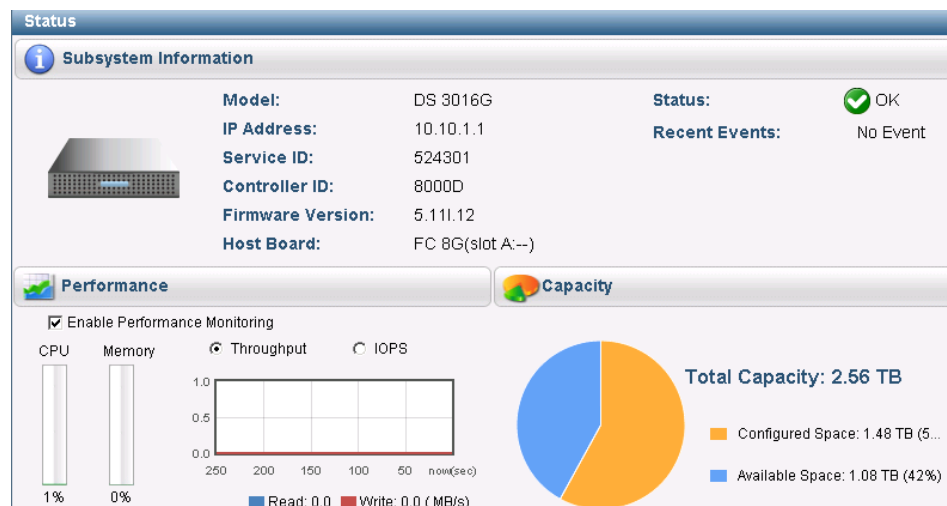 Status
Subsystem Information
Model: DS 3016G Status: OK
IP Address: 10.10.1.1 Recent Events: No Event
Service ID: 524301
Controller ID: 8000D
Firmware Version: 5.11I.12
Host Board: FC 8G(slot A:--)
Performance
Capacity
Enable Performance Monitoring
CPU Memory Throughput IOPS
1.0
0.5
0.0
250 200 150 100 50 now(sec)
1% 0% Read: 0.0 Write: 0.0 ( MB/s)
Total Capacity: 2.56 TB
Configured Space: 1.48 TB (5...
Available Space: 1.08 TB (42%)